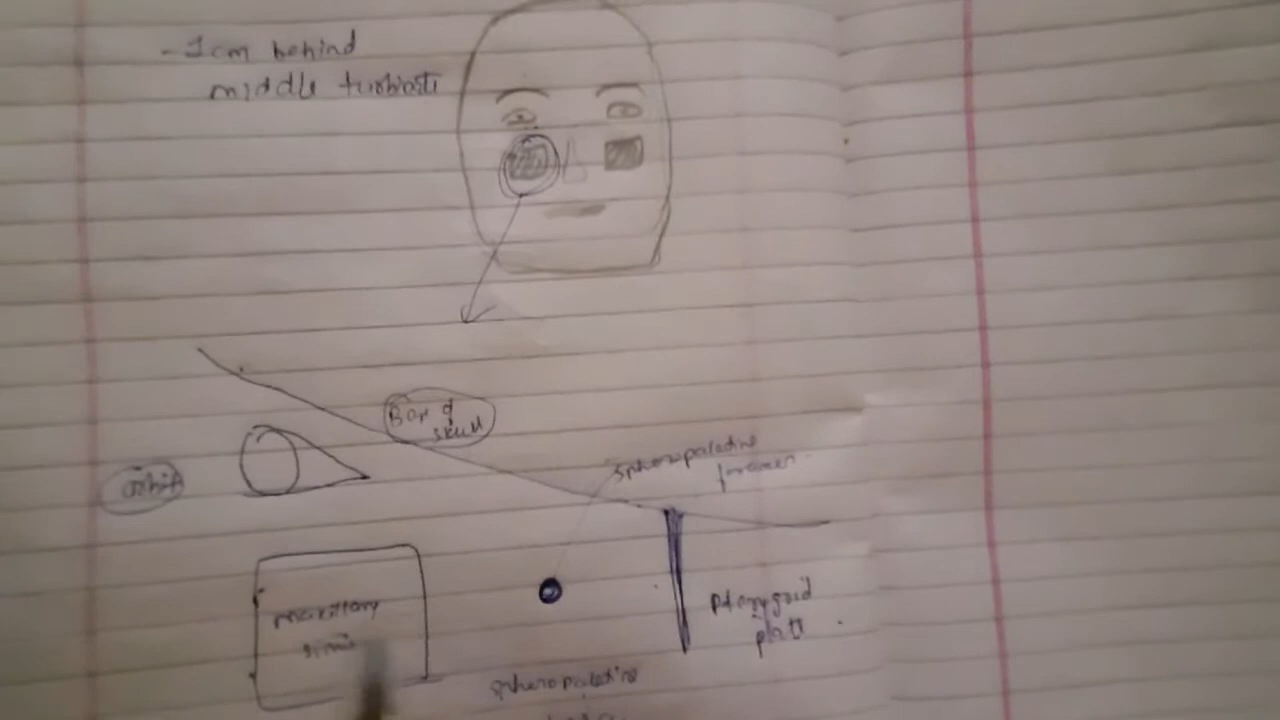 - 1cm behind
middle turbinate
Base of
skull
orbit
sphenopalatine
foramen
maxillary
sinus
pterygoid
plate
sphenopalatine